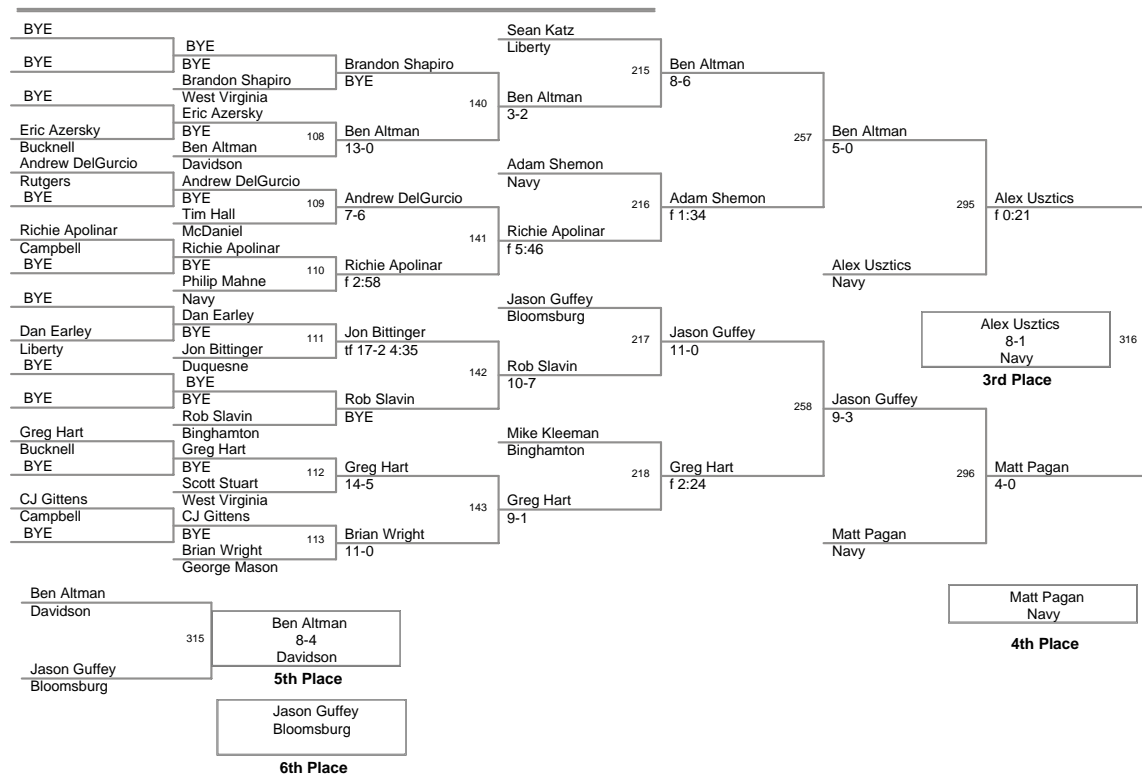 BYE
BYE
BYE
Eric Azersky
Bucknell
Andrew DelGurcio
Rutgers
BYE
Richie Apolinar
Campbell
BYE
BYE
Dan Earley
Liberty
BYE
BYE
Greg Hart
Bucknell
BYE
CJ Gittens
Campbell
BYE
BYE
BYE
Brandon Shapiro
West Virginia
Eric Azersky
BYE
108
Ben Altman
Davidson
Andrew DelGurcio
BYE
109
Tim Hall
McDaniel
Richie Apolinar
BYE
110
Philip Mahne
Navy
Dan Earley
BYE
111
Jon Bittinger
Duquesne
BYE
BYE
Rob Slavin
Binghamton
Greg Hart
BYE
112
Scott Stuart
West Virginia
CJ Gittens
BYE
113
Brian Wright
George Mason
Brandon Shapiro
BYE
140
Ben Altman
13-0
Andrew DelGurcio
7-6
141
Richie Apolinar
f 2:58
Jon Bittinger
tf 17-2 4:35
142
Rob Slavin
BYE
Greg Hart
14-5
143
Brian Wright
11-0
Sean Katz
Liberty
215
Ben Altman
3-2
Adam Shemon
Navy
216
Richie Apolinar
f 5:46
Jason Guffey
Bloomsburg
217
Rob Slavin
10-7
Mike Kleeman
Binghamton
218
Greg Hart
9-1
Ben Altman
8-6
257
Adam Shemon
f 1:34
Jason Guffey
11-0
258
Greg Hart
f 2:24
Ben Altman
5-0
295
Alex Usztics
Navy
Jason Guffey
9-3
296
Matt Pagan
Navy
Alex Usztics
f 0:21
Alex Usztics
8-1
Navy
316
3rd Place
Matt Pagan
4-0
Matt Pagan
Navy
4th Place
Ben Altman
Davidson
315
Jason Guffey
Bloomsburg
Ben Altman
8-4
Davidson
5th Place
Jason Guffey
Bloomsburg
6th Place